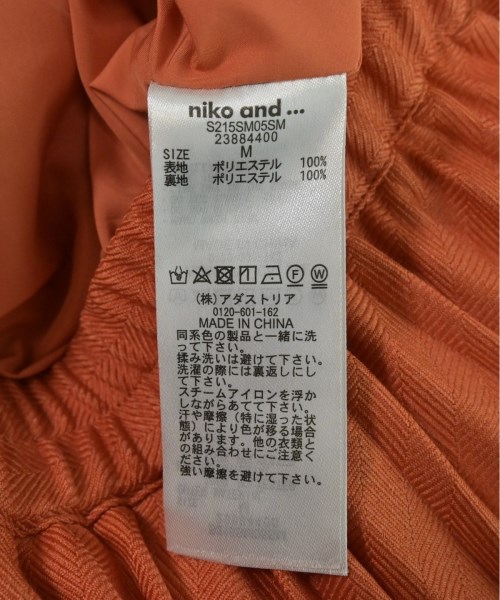 niko and ...
S215SM05SM
23884400
SIZE M
表地 ポリエステル 100%
裏地 ポリエステル 100%
(株)アダストリア
0120-601-162
MADE IN CHINA
同系色の製品と一緒に洗
って下さい。
揉み洗いは避けて下さい。
洗濯の際には裏返しにし
て下さい。
スチームアイロンを浮か
しながらあてて下さい。
汗や摩擦(特に湿った状
態)により色が移る場合
があります。他の衣類と
の組み合わせにご注意く
ださい。
強い摩擦を避けて下さい。